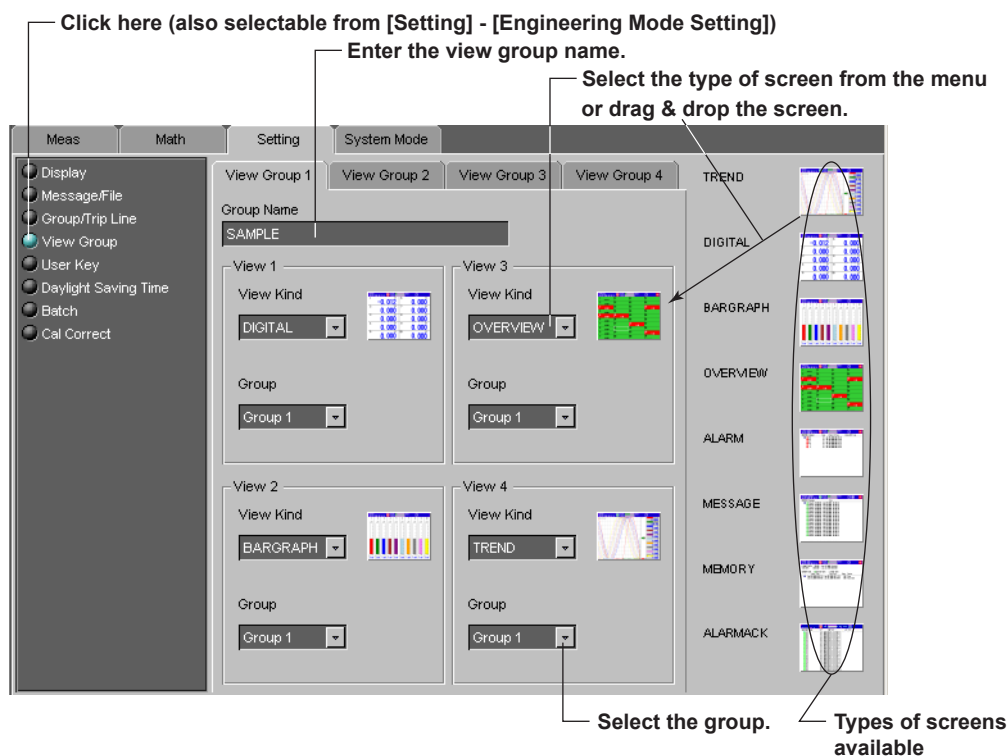 Click here (also selectable from [Setting] - [Engineering Mode Setting])
Enter the view group name.
Select the type of screen from the menu
or drag & drop the screen.
Meas
Math
Setting
System Mode
Display
Message/File
Group/Trip Line
View Group
User Key
Daylight Saving Time
Batch
Cal Correct
View Group 1
View Group 2
View Group 3
View Group 4
Group Name
SAMPLE
View 1
View Kind
DIGITAL
Group
Group 1
View 3
View Kind
OVERVIEW
Group
Group 1
View 2
View Kind
BARGRAPH
Group
Group 1
View 4
View Kind
TREND
Group
Group 1
TREND
DIGITAL
BARGRAPH
OVERVIEW
ALARM
MESSAGE
MEMORY
ALARMACK
Select the group.
Types of screens
available